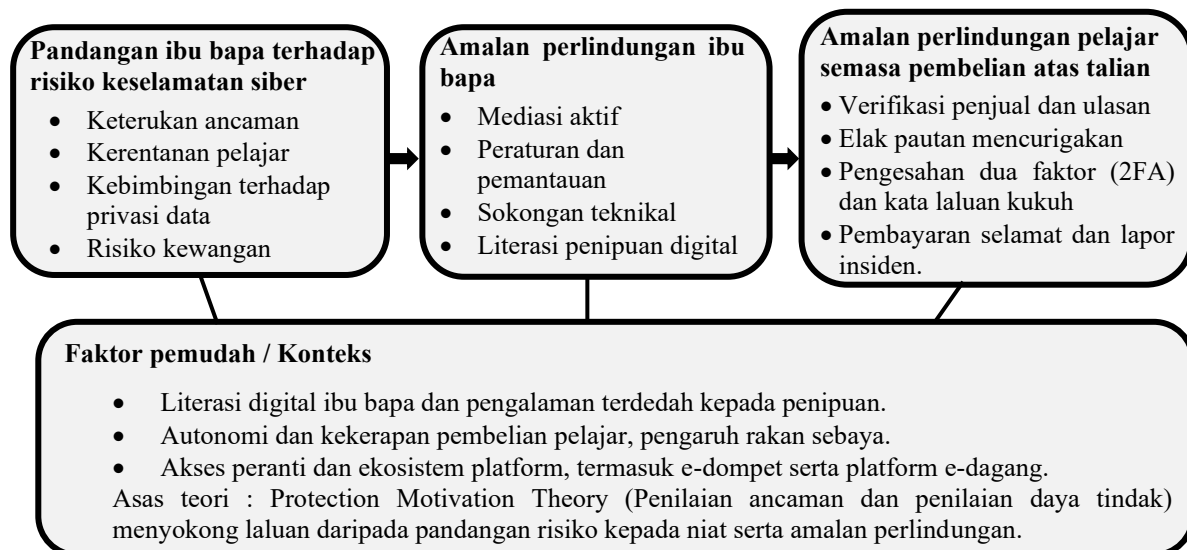 Pandangan ibu bapa terhadap
risiko keselamatan siber
• Keterukan ancaman
• Kerentanan pelajar
• Kebimbingan terhadap
privasi data
• Risiko kewangan
Amalan perlindungan ibu
bapa
• Mediasi aktif
• Peraturan dan
pemantauan
• Sokongan teknikal
• Literasi penipuan digital
Amalan perlindungan pelajar
semasa pembelian atas talian
• Verifikasi penjual dan ulasan
• Elak pautan mencurigakan
• Pengesahan dua faktor (2FA)
dan kata laluan kukuh
• Pembayaran selamat dan lapor
insiden.
Faktor pemudah / Konteks
• Literasi digital ibu bapa dan pengalaman terdedah kepada penipuan.
• Autonomi dan kekerapan pembelian pelajar, pengaruh rakan sebaya.
• Akses peranti dan ekosistem platform, termasuk e-dompet serta platform e-dagang.
Asas teori : Protection Motivation Theory (Penilaian ancaman dan penilaian daya tindak)
menyokong laluan daripada pandangan risiko kepada niat serta amalan perlindungan.